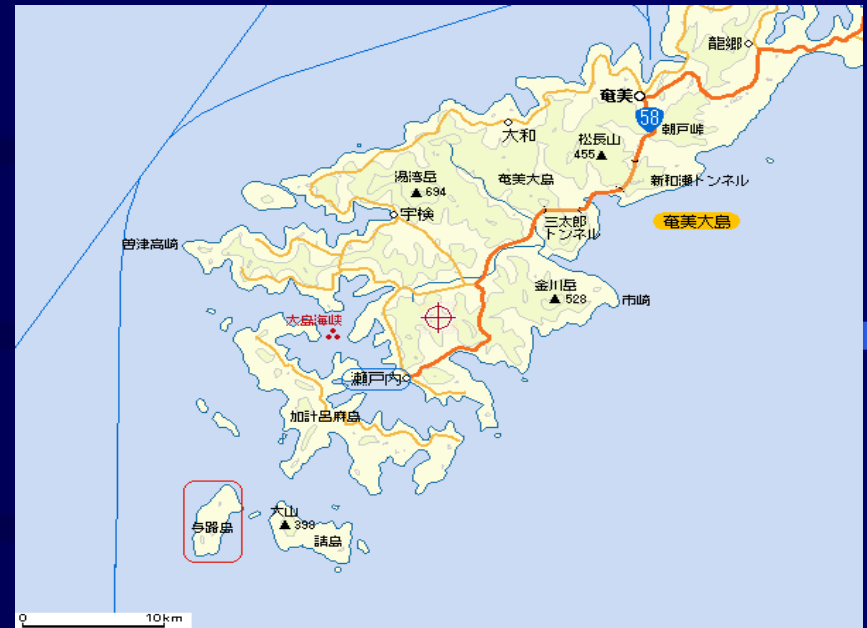 龍郷
奄美
58
朝戸峠
大和
松長山
455
湯湾岳
694
奄美大島
新和瀬トンネル
宇検
三太郎
トンネル
奄美大島
曽津高崎
金川岳
528
市崎
大島海峡
瀬戸内
加計呂麻島
与路島
大山
398
請島
0 10km